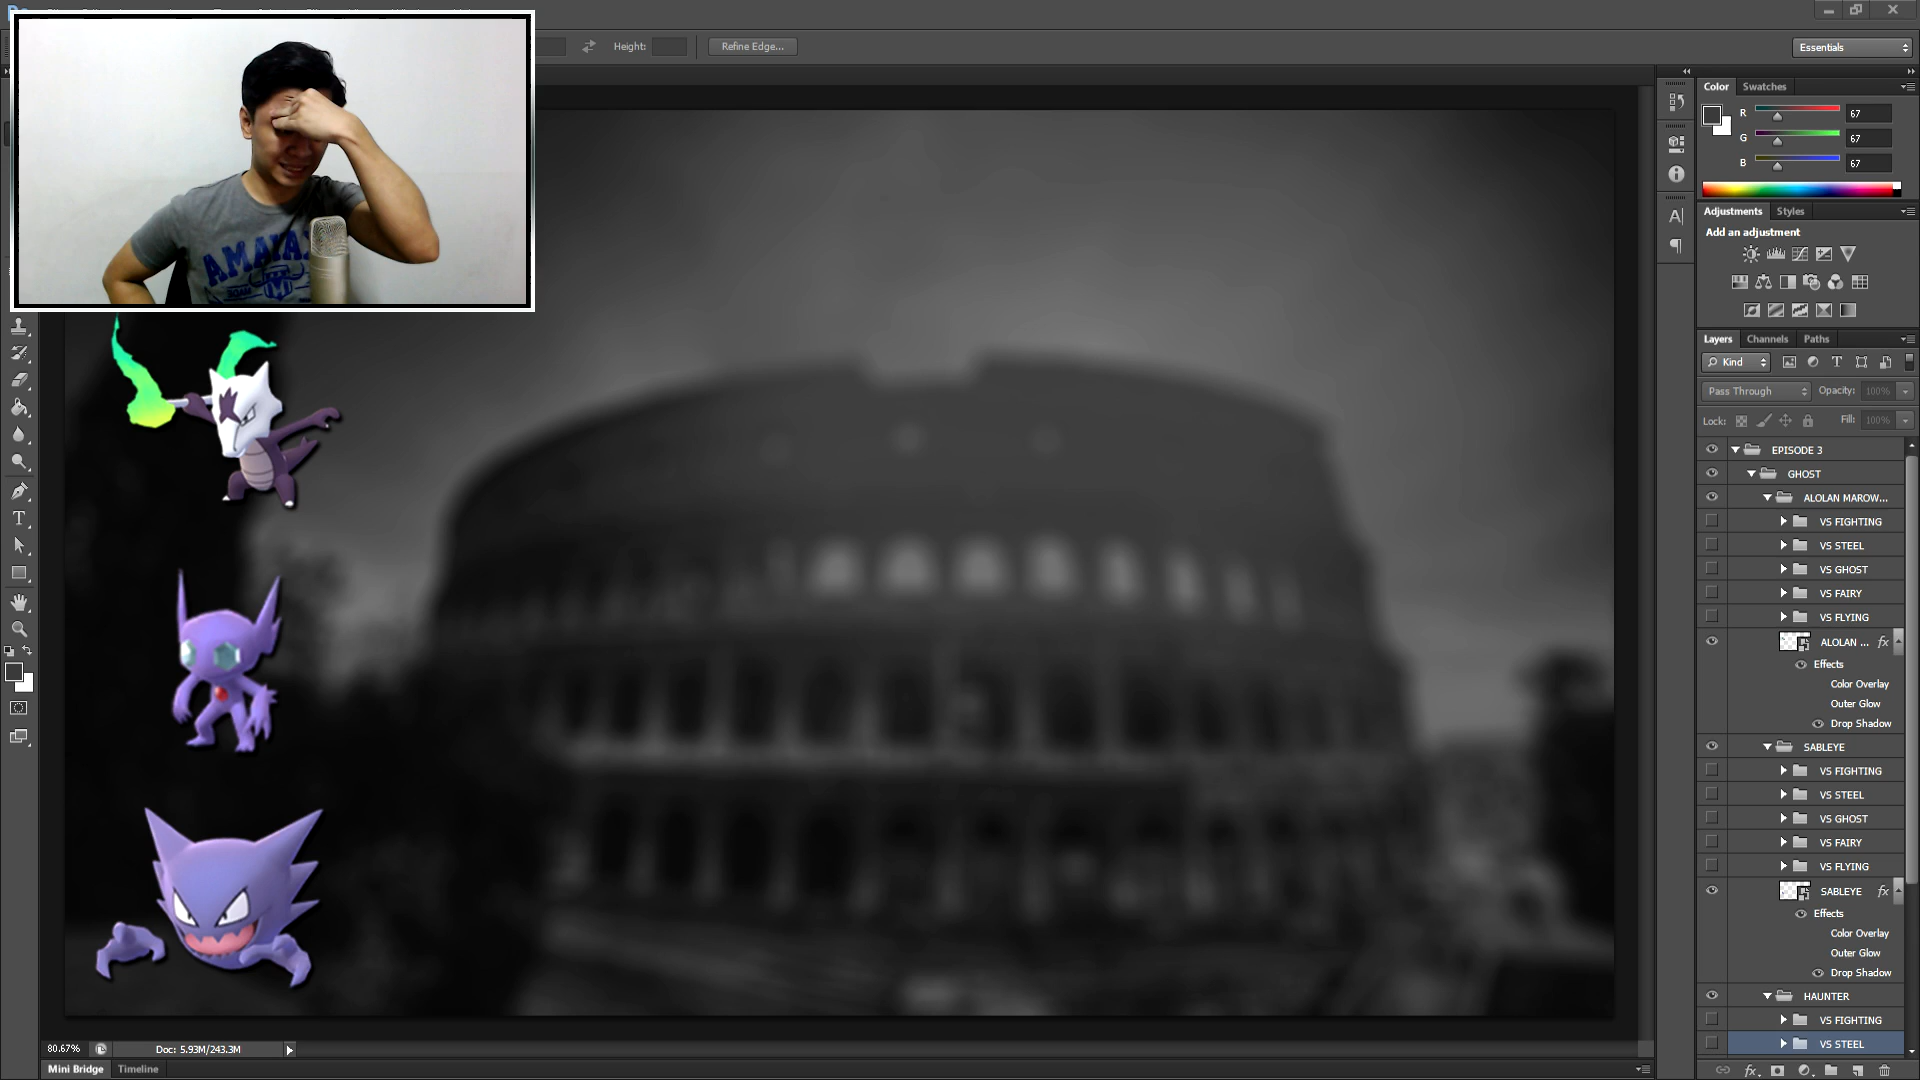 Height:
Refine Edge...
Essentials
Color Swatches
R 67
G 67
B 67
Adjustments Styles
Add an adjustment
Layers Channels Paths
Kind
Pass Through Opacity: 100%
Lock: Fill: 100%
EPISODE 3
GHOST
ALOLAN MAROW...
VS FIGHTING
VS STEEL
VS GHOST
VS FAIRY
VS FLYING
ALOLAN ... fx
Effects
Color Overlay
Outer Glow
Drop Shadow
SABLEYE
VS FIGHTING
VS STEEL
VS GHOST
VS FAIRY
VS FLYING
SABLEYE fx
Effects
Color Overlay
Outer Glow
Drop Shadow
HAUNTER
VS FIGHTING
VS STEEL
80.67% Doc: 5.93M/243.3M
Mini Bridge Timeline